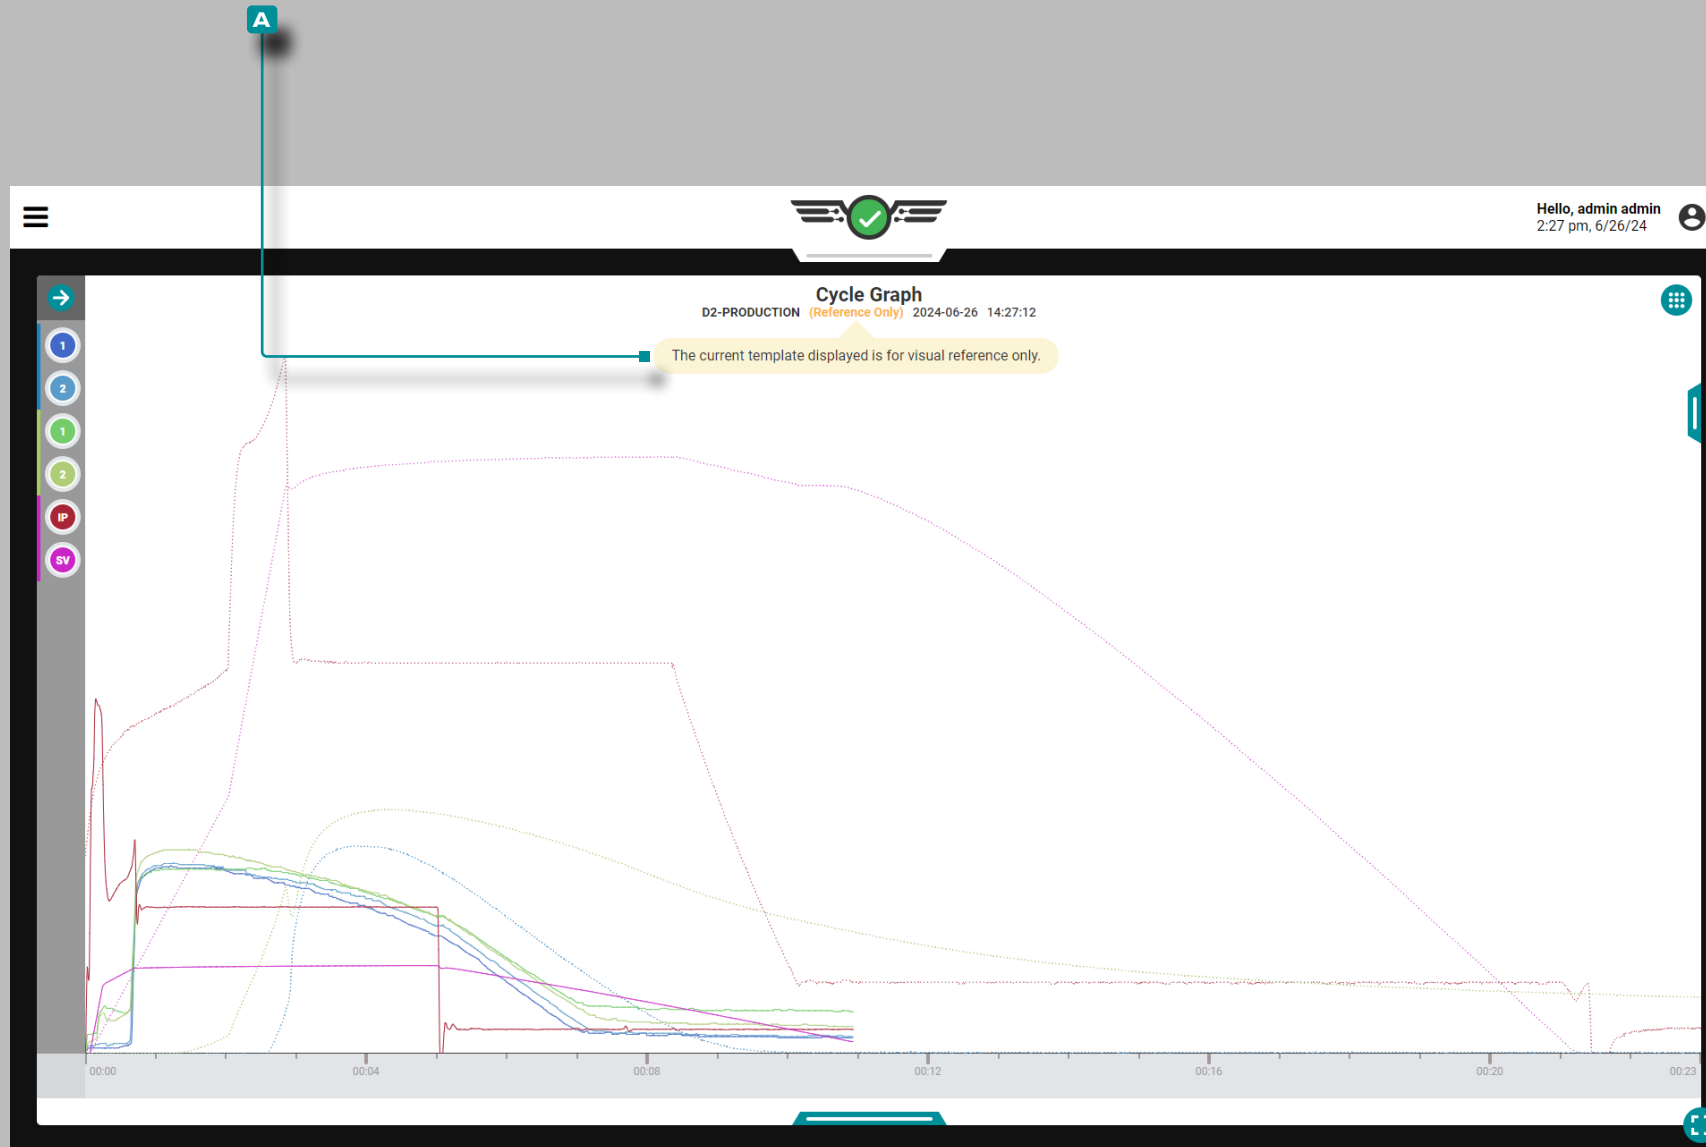 A
Hello, admin admin
2:27 pm, 6/26/24
Cycle Graph
D2-PRODUCTION (Reference Only) 2024-06-26 14:27:12
The current template displayed is for visual reference only.
1
2
1
2
IP
SV
00:00 00:04 00:08 00:12 00:16 00:20 00:23